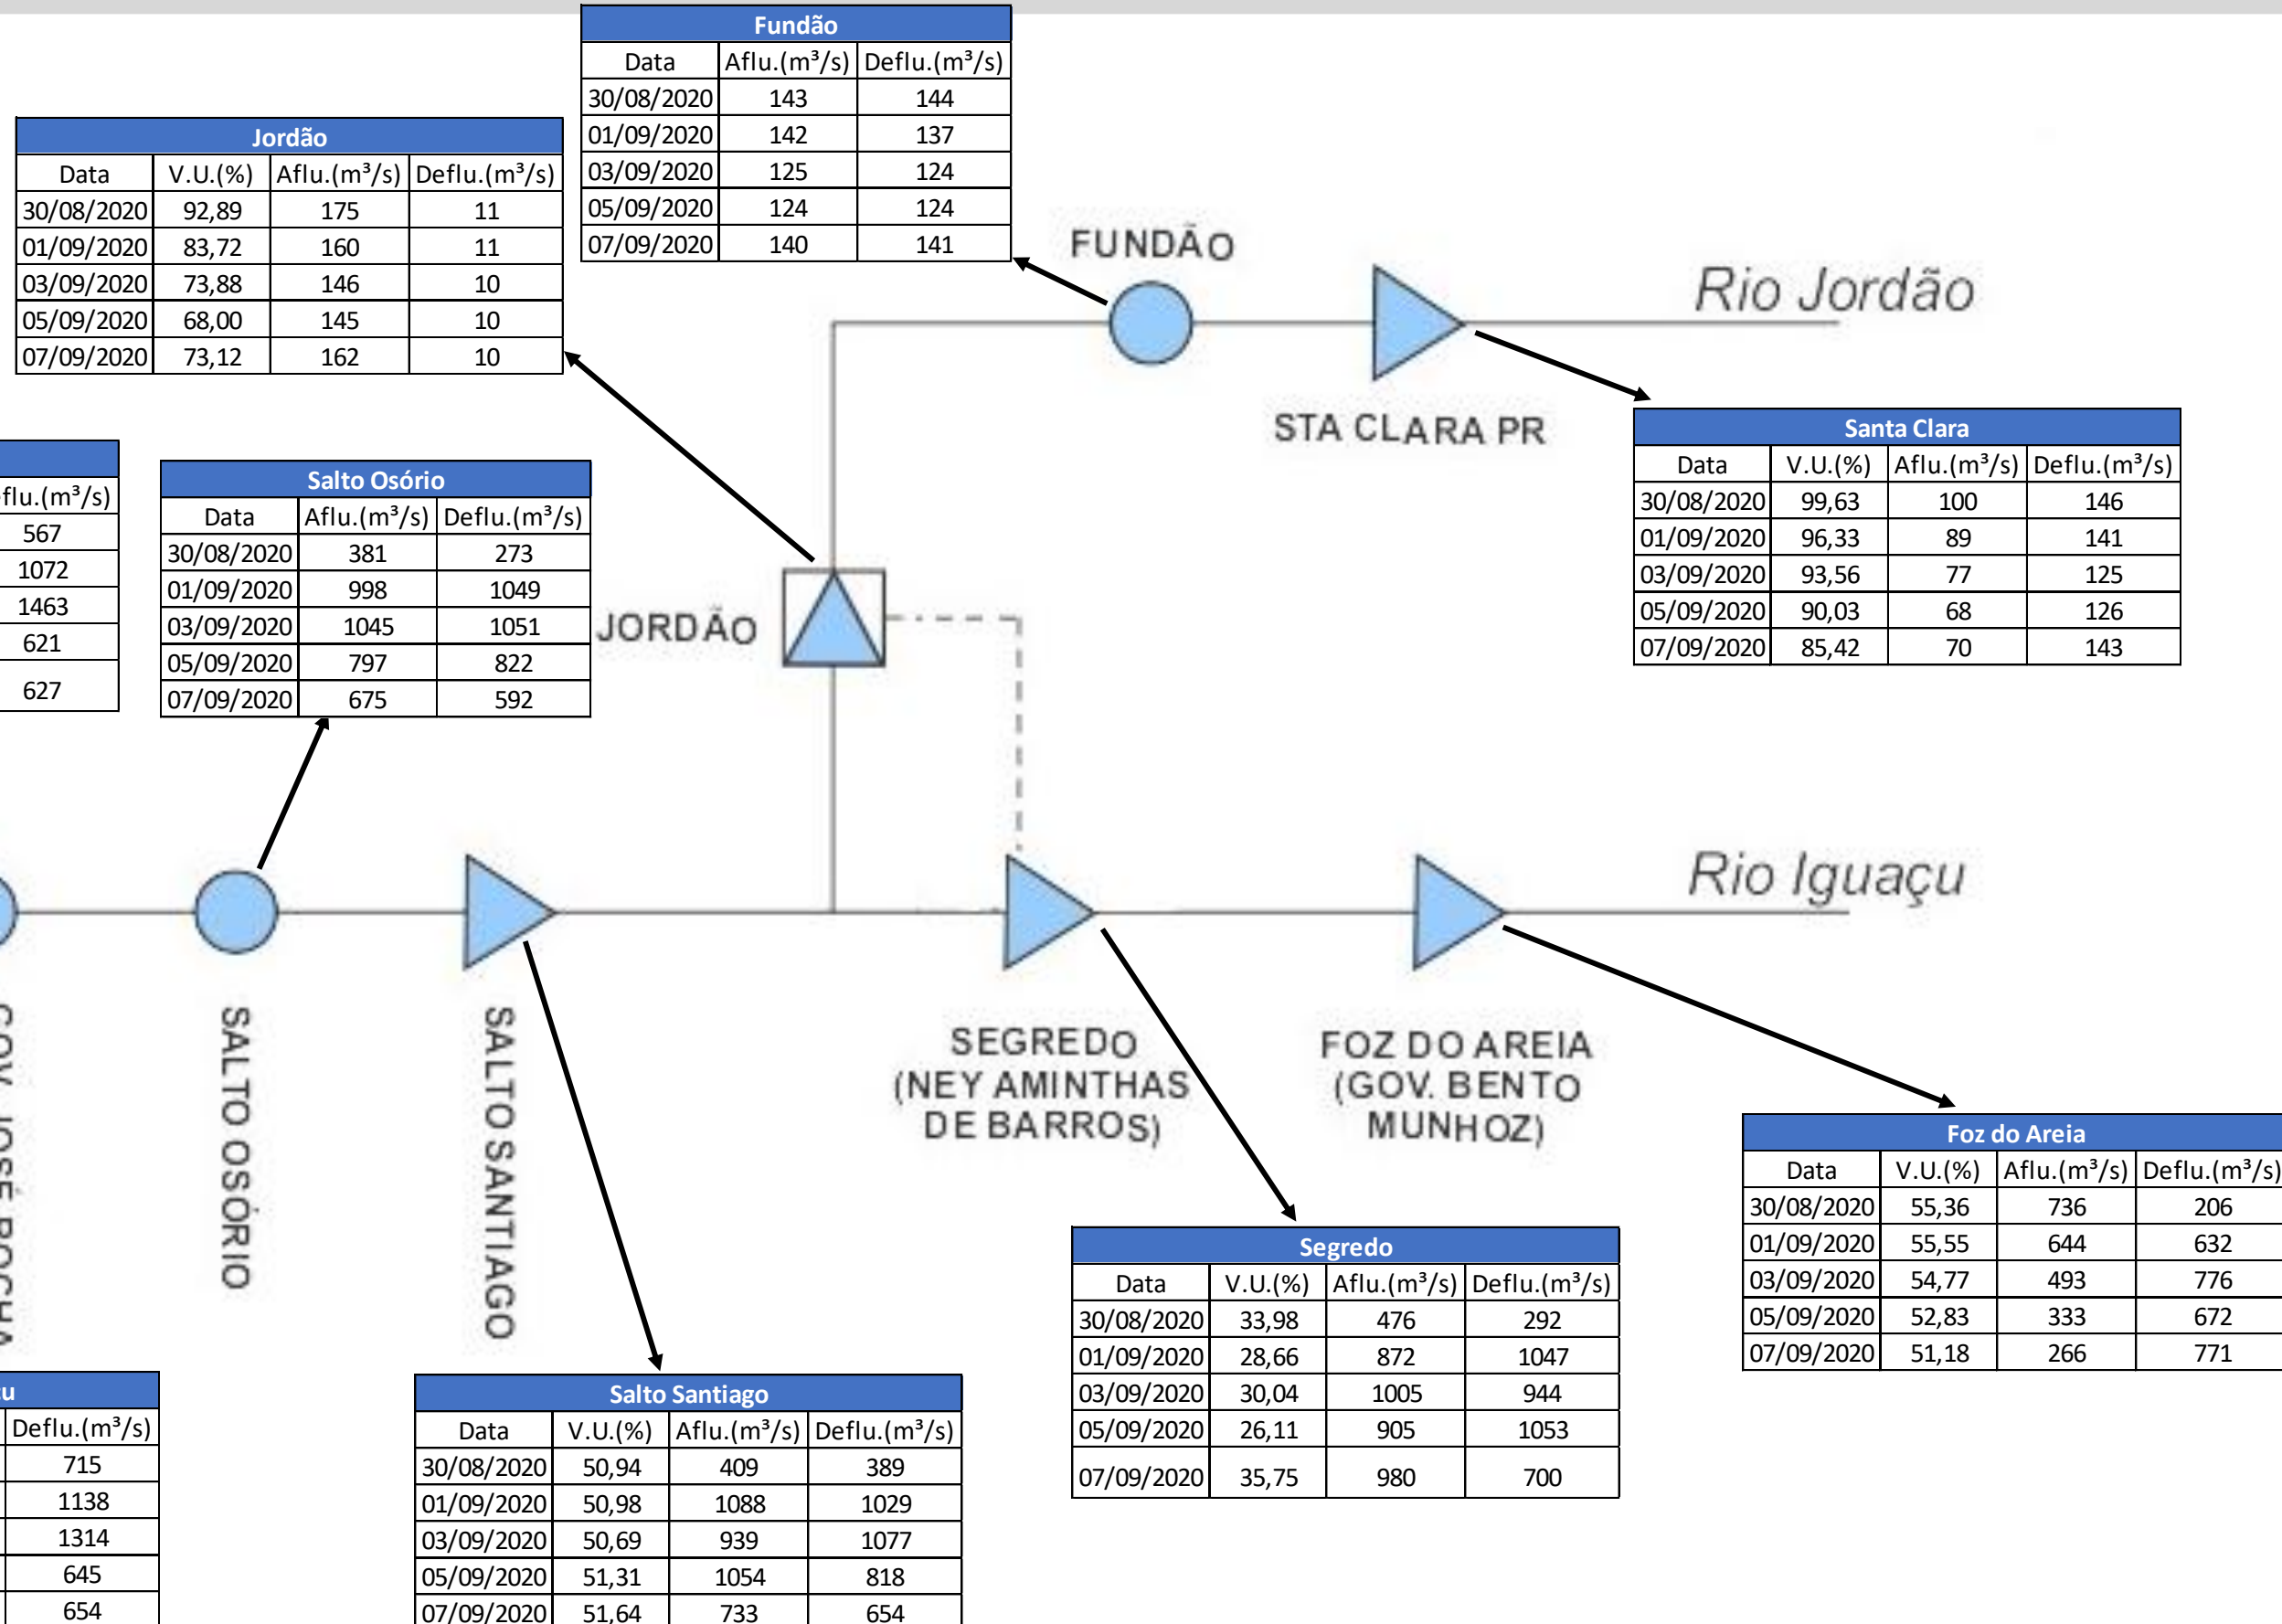 Fundão
Data Aflu.(m³/s) Deflu.(m³/s)
30/08/2020 143 144
01/09/2020 142 137
03/09/2020 125 124
05/09/2020 124 124
07/09/2020 140 141
Jordão
Data V.U.(%) Aflu.(m³/s) Deflu.(m³/s)
30/08/2020 92,89 175 11
01/09/2020 83,72 160 11
03/09/2020 73,88 146 10
05/09/2020 68,00 145 10
07/09/2020 73,12 162 10
FUNDÃO
Rio Jordão
STA CLARA PR
Santa Clara
Data V.U.(%) Aflu.(m³/s) Deflu.(m³/s)
30/08/2020 99,63 100 146
01/09/2020 96,33 89 141
03/09/2020 93,56 77 125
05/09/2020 90,03 68 126
07/09/2020 85,42 70 143
flu.(m³/s)
567
1072
1463
621
627
Salto Osório
Data Aflu.(m³/s) Deflu.(m³/s)
30/08/2020 381 273
01/09/2020 998 1049
03/09/2020 1045 1051
05/09/2020 797 822
07/09/2020 675 592
JORDÃO
Rio Iguaçu
GOV. JOSÉ ROCHA
SALTO OSÓRIO
SALTO SANTIAGO
SEGREDO
(NEY AMINTHAS
DE BARROS)
FOZ DO AREIA
(GOV. BENTO
MUNHOZ)
Foz do Areia
Data V.U.(%) Aflu.(m³/s) Deflu.(m³/s)
30/08/2020 55,36 736 206
01/09/2020 55,55 644 632
03/09/2020 54,77 493 776
05/09/2020 52,83 333 672
07/09/2020 51,18 266 771
Segredo
Data V.U.(%) Aflu.(m³/s) Deflu.(m³/s)
30/08/2020 33,98 476 292
01/09/2020 28,66 872 1047
03/09/2020 30,04 1005 944
05/09/2020 26,11 905 1053
07/09/2020 35,75 980 700
u
Deflu.(m³/s)
715
1138
1314
645
654
Salto Santiago
Data V.U.(%) Aflu.(m³/s) Deflu.(m³/s)
30/08/2020 50,94 409 389
01/09/2020 50,98 1088 1029
03/09/2020 50,69 939 1077
05/09/2020 51,31 1054 818
07/09/2020 51,64 733 654